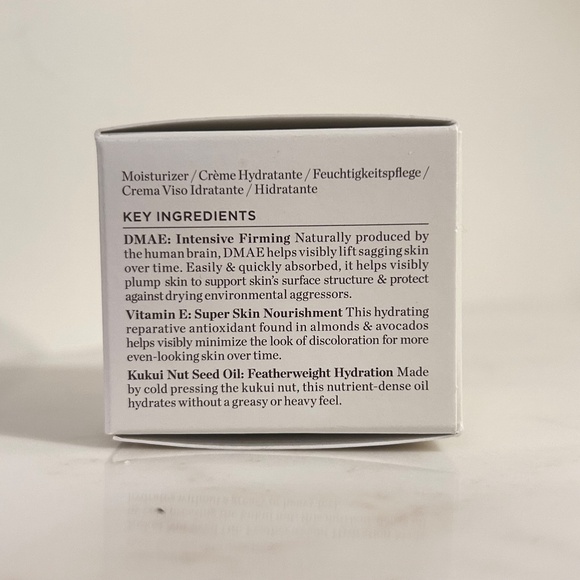 Moisturizer / Crème Hydratante / Feuchtigkeitspflege /
Crema Viso Idratante / Hidratante
KEY INGREDIENTS
DMAE: Intensive Firming Naturally produced by
the human brain, DMAE helps visibly lift sagging skin
over time. Easily & quickly absorbed, it helps visibly
plump skin to support skin's surface structure & protect
against drying environmental aggressors.
Vitamin E: Super Skin Nourishment This hydrating
reparative antioxidant found in almonds & avocados
helps visibly minimize the look of discoloration for more
even-looking skin over time.
Kukui Nut Seed Oil: Featherweight Hydration Made
by cold pressing the kukui nut, this nutrient-dense oil
hydrates without a greasy or heavy feel.